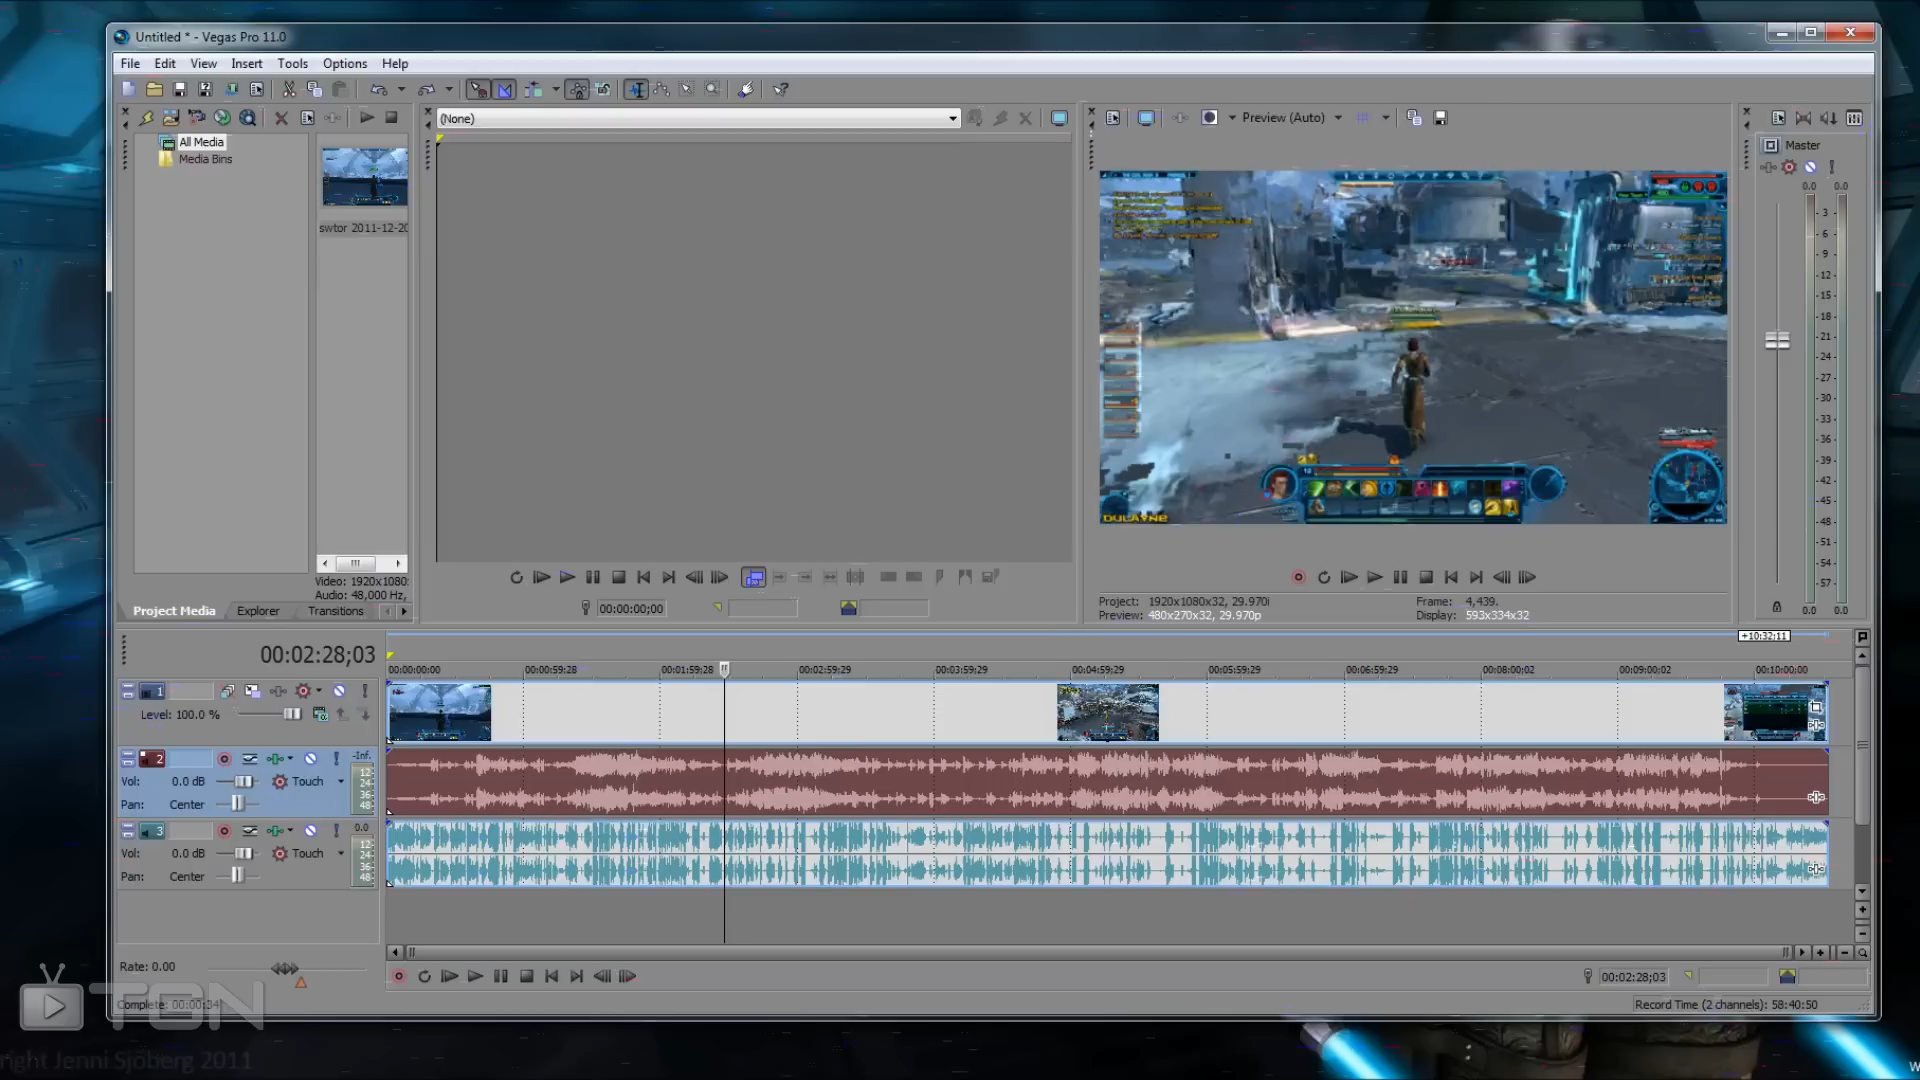 Untitled * - Vegas Pro 11.0
File Edit View Insert Tools Options Help
(None)
Preview (Auto)
All Media
Media Bins
Master
swtor 2011-12-20
0.0 0.0
3
6
9
12
15
18
21
24
27
30
33
36
39
42
45
48
51
54
57
0.0 0.0
DULAYNE
Video: 1920x1080
Audio: 48,000 Hz,
Project Media Explorer Transitions
00:00:00;00
Project: 1920x1080x32, 29.970i
Preview: 480x270x32, 29.970p
Frame: 4,439.
Display: 593x334x32
+10:32;11
00:02:28;03
00:00:00;00 00:00:59;28 00:01:59;28 00:02:59;29 00:03:59;29 00:04:59;29 00:05:59;29 00:06:59;29 00:08:00;02 00:09:00;02 00:10:00;00
1
Level: 100.0 %
2
-Inf.
Vol: 0.0 dB Touch
Pan: Center
12
24
36
48
3
0.0
Vol: 0.0 dB Touch
Pan: Center
12
24
36
48
Rate: 0.00
00:02:28;03
Complete: 00:00:34
Record Time (2 channels): 58:40:50
TGN
right Jenni Sjöberg 2011